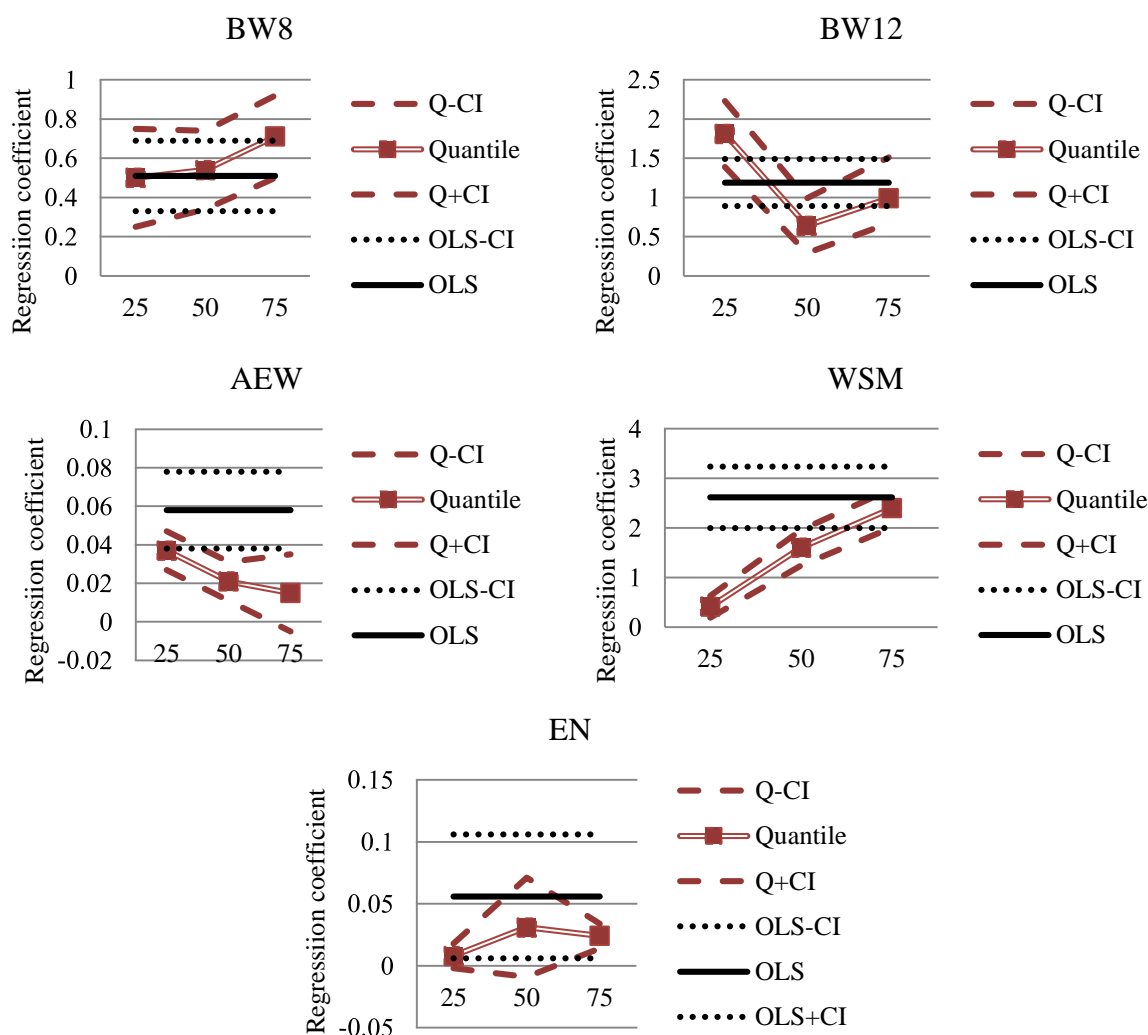 BW8
Regressiion coefficient
1
0.8
0.6
0.4
0.2
0
25 50 75
Q-CI
Quantile
Q+CI
OLS-CI
OLS
BW12
Regressiion coefficient
2.5
2
1.5
1
0.5
0
25 50 75
Q-CI
Quantile
Q+CI
OLS-CI
OLS
AEW
Regressiion coefficient
0.1
0.08
0.06
0.04
0.02
0
-0.02
25 50 75
Q-CI
Quantile
Q+CI
OLS-CI
OLS
WSM
Regressiion coefficient
4
3
2
1
0
25 50 75
Q-CI
Quantile
Q+CI
OLS-CI
OLS
EN
Regressiion coefficient
0.15
0.1
0.05
0
-0.05
25 50 75
Q-CI
Quantile
Q+CI
OLS-CI
OLS
OLS+CI